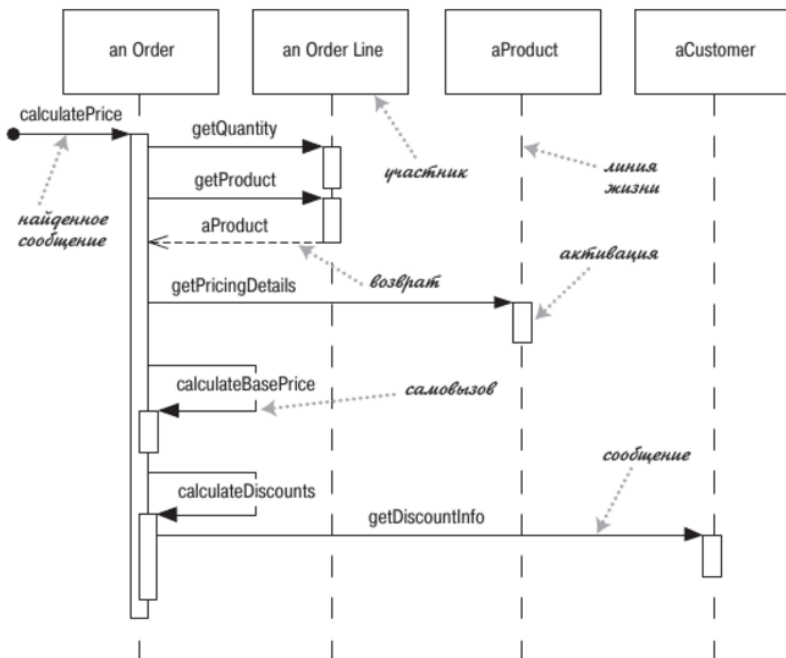 an Order
an Order Line
aProduct
aCustomer
calculatePrice
getQuantity
участник
линия
жизни
getProduct
найденное
сообщение
aProduct
возврат
активация
getPricingDetails
calculateBasePrice
самовызов
сообщение
calculateDiscounts
getDiscountInfo